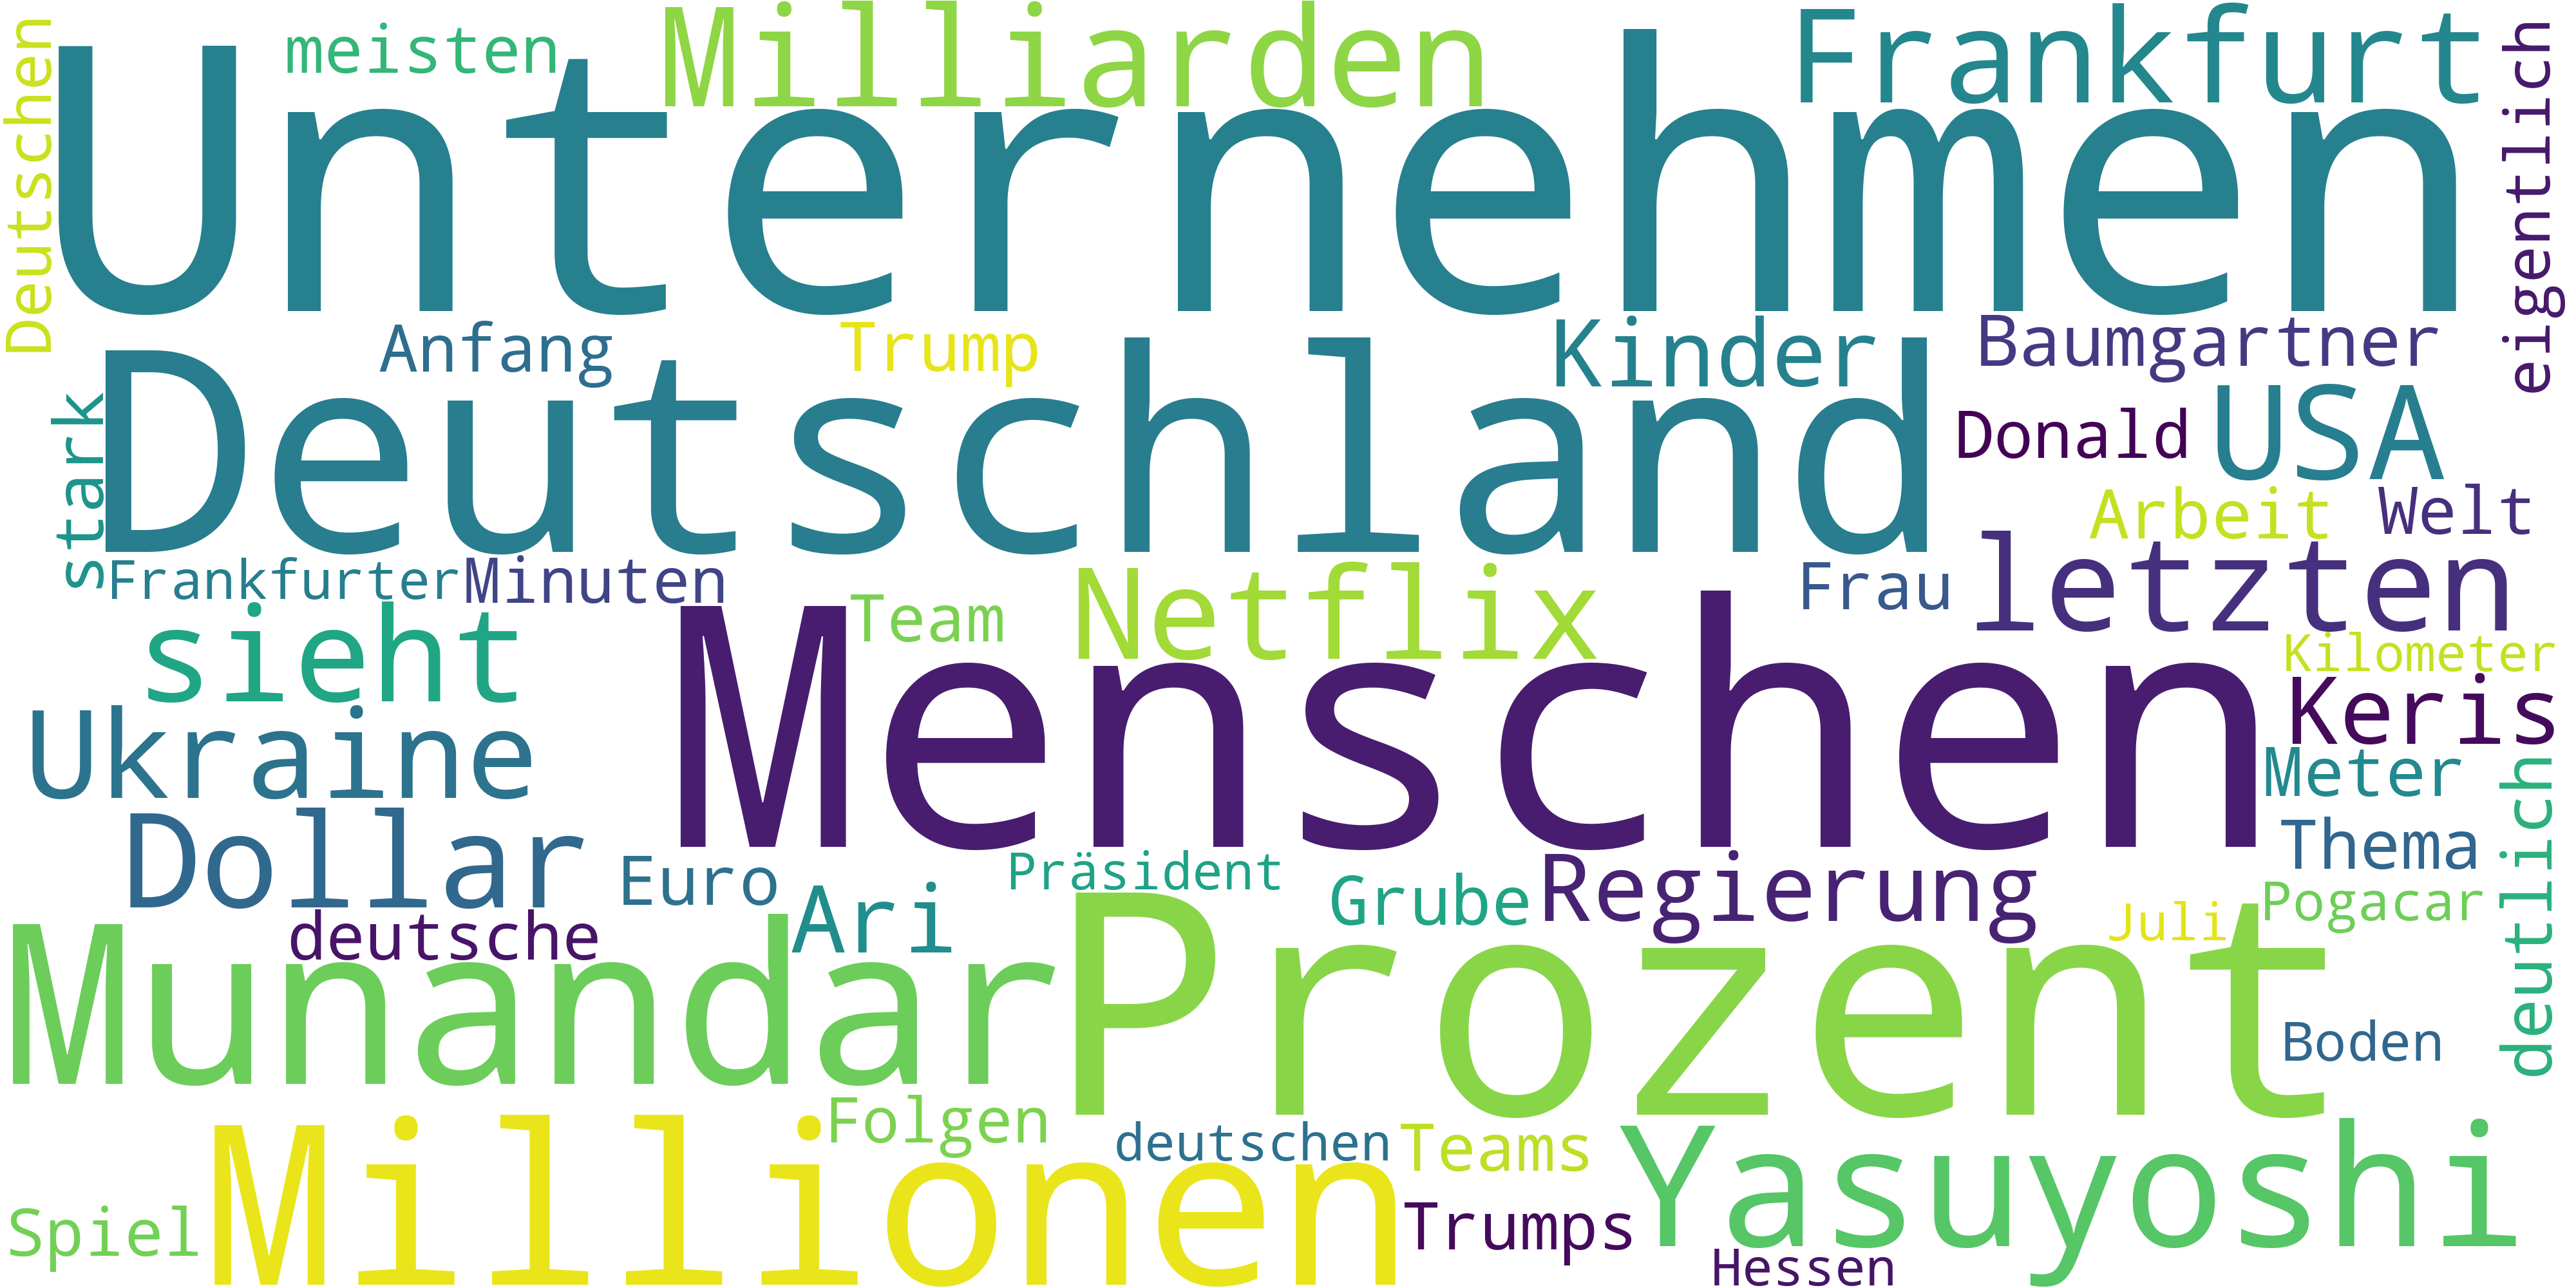 Deutschen
meisten
Milliarden
Frankfurt
eigentlich
Unternehmen
Anfang
Trump
Kinder
Baumgartner
Deutschland
Donald
USA
stark
Arbeit
Welt
Frankfurter
Minuten
Team
Netflix
Frau
letzten
sieht
Kilometer
Menschen
Keris
Ukraine
Meter
deutlich
Dollar
Thema
Euro
Präsident
Ari
Grube
Regierung
Pogacar
deutsche
Juli
Munandar
Prozent
Boden
Folgen
deutschen
Teams
Yasuyoshi
Millionen
Spiel
Trumps
Hessen